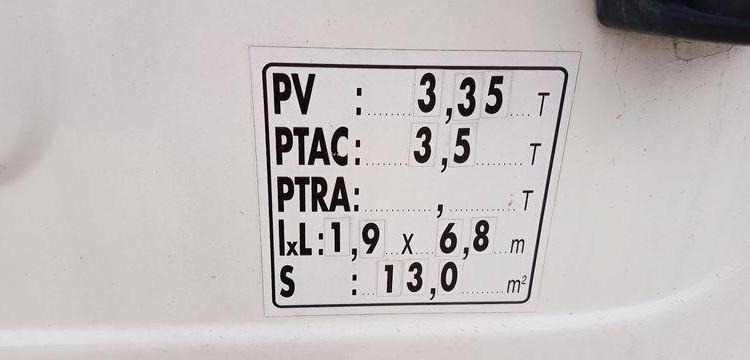 PV : 3,35 T
PTAC: 3,5 T
PTRA: , T
lxL: 1,9 x 6,8 m
S : 13,0 m²